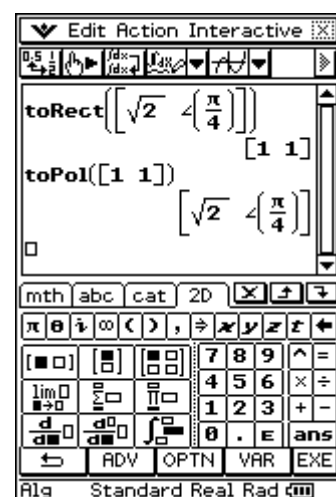 Edit Action Interactive
toRect([√2 ∠(π/4)])
[1 1]
toPol([1 1])
[√2 ∠(π/4)]
mth abc cat 2D
π θ i ∞ ( ) , ⇒ x y z t
7 8 9 ^ =
lim Σ Π 4 5 6 × ÷
1 2 3 + -
d/d d/d ∫ 0 . E ans
ADV OPTN VAR EXE
Alg Standard Real Rad